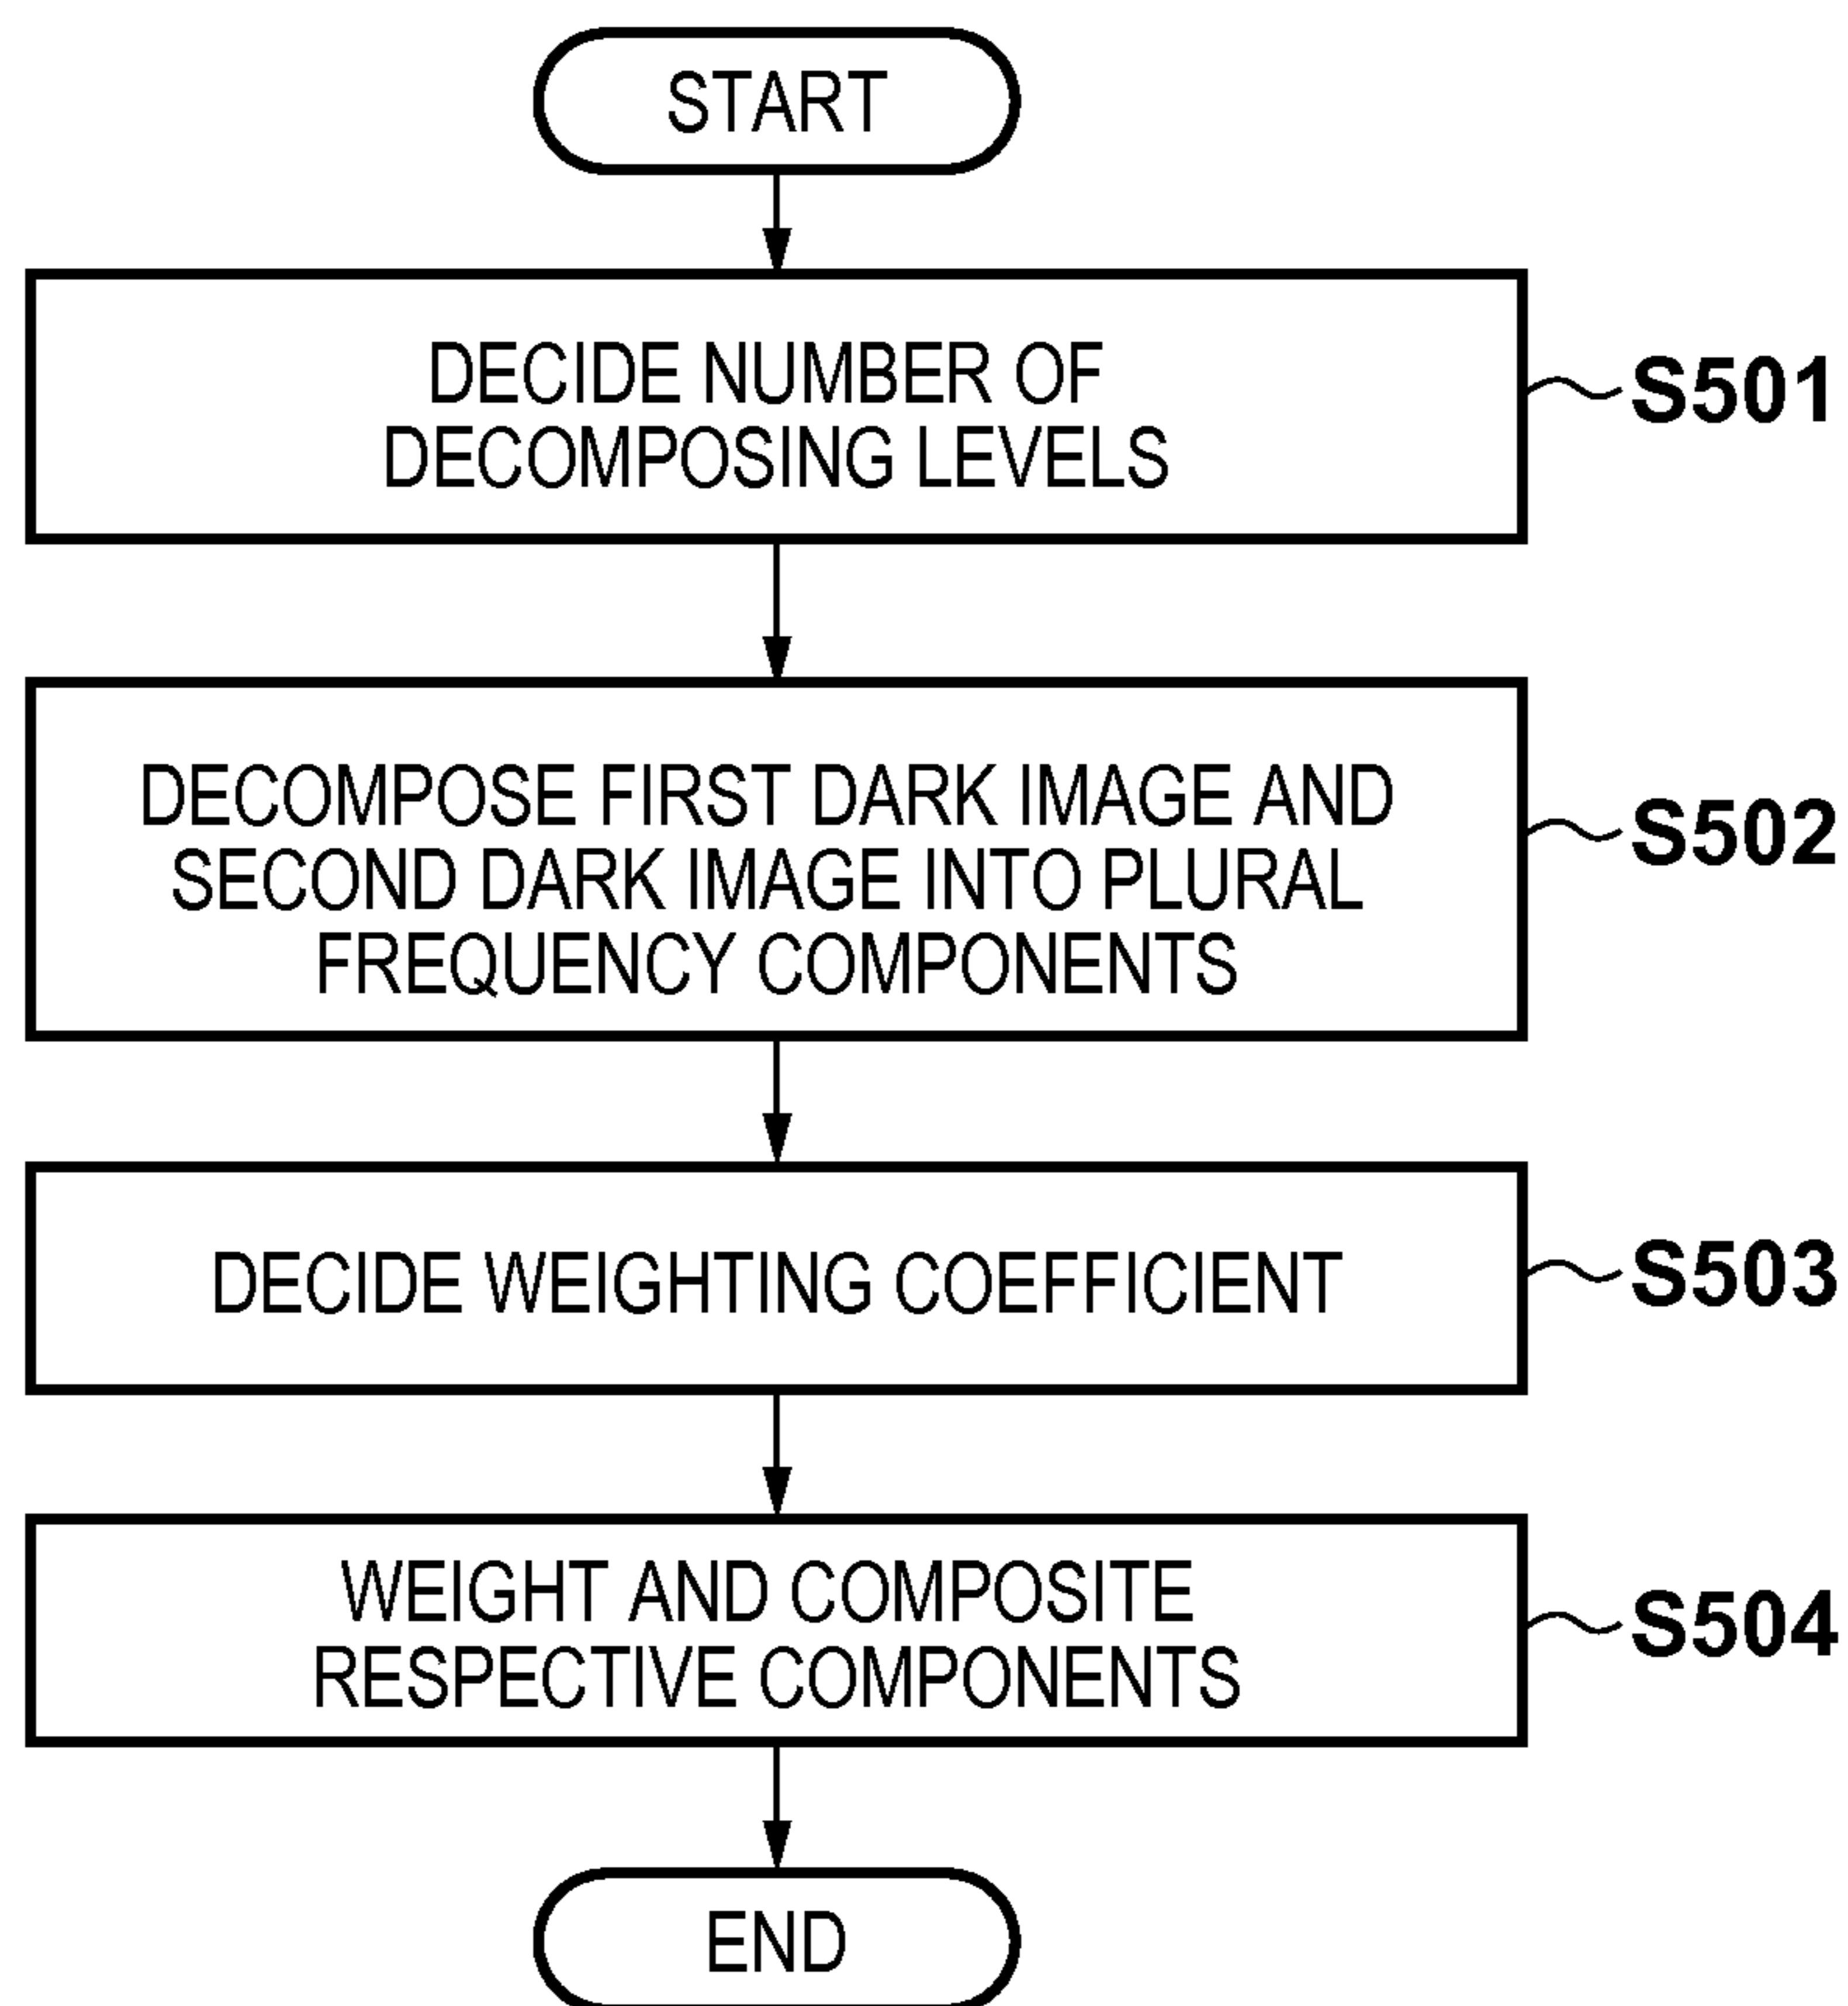 START
DECIDE NUMBER OF
DECOMPOSING LEVELS
S501
DECOMPOSE FIRST DARK IMAGE AND
SECOND DARK IMAGE INTO PLURAL
FREQUENCY COMPONENTS
S502
DECIDE WEIGHTING COEFFICIENT
S503
WEIGHT AND COMPOSITE
RESPECTIVE COMPONENTS
S504
END